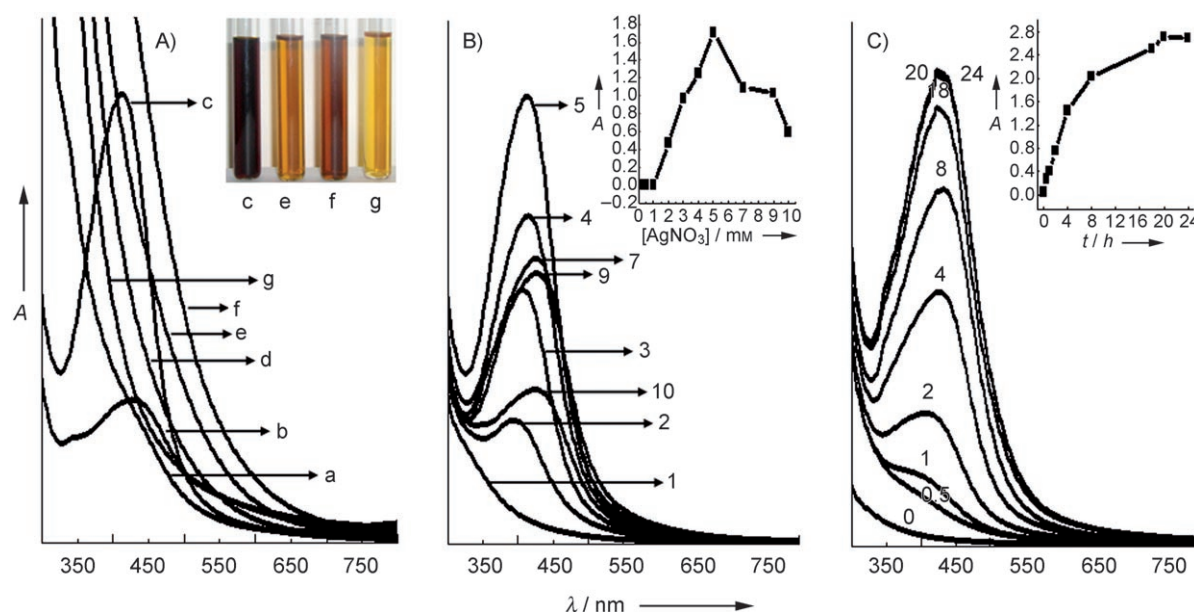 A)
c
c e f g
g
f
e
d
b
a
A
350 450 550 650 750
B)
5
4
7
9
3
10
2
1
1.8
1.6
1.4
1.2
1.0
0.8
0.6
0.4
0.2
0.0
−0.2
A
0 1 2 3 4 5 6 7 8 9 10
[AgNO3] / mM
350 450 550 650 750
C)
20 24
18
8
4
2
1
0.5
0
2.8
2.4
2.0
1.6
1.2
0.8
0.4
0.0
A
0 4 8 12 16 20 24
t / h
350 450 550 650 750
λ / nm